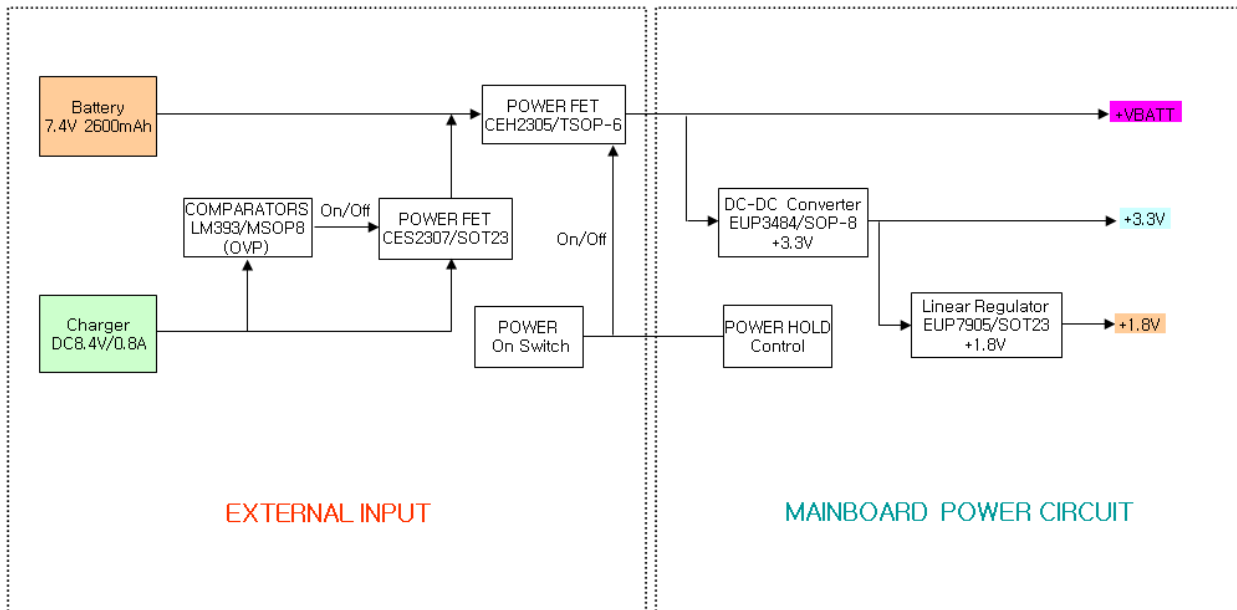 Battery
7.4V 2600mAh
POWER FET
CEH2305/TSOP-6
+VBATT
COMPARATORS
LM393/MSOP8
(OVP)
On/Off
POWER FET
CES2307/SOT23
On/Off
DC-DC Converter
EUP3484/SOP-8
+3.3V
+3.3V
Charger
DC8.4V/0.8A
POWER
On Switch
POWER HOLD
Control
Linear Regulator
EUP7905/SOT23
+1.8V
+1.8V
EXTERNAL INPUT
MAINBOARD POWER CIRCUIT